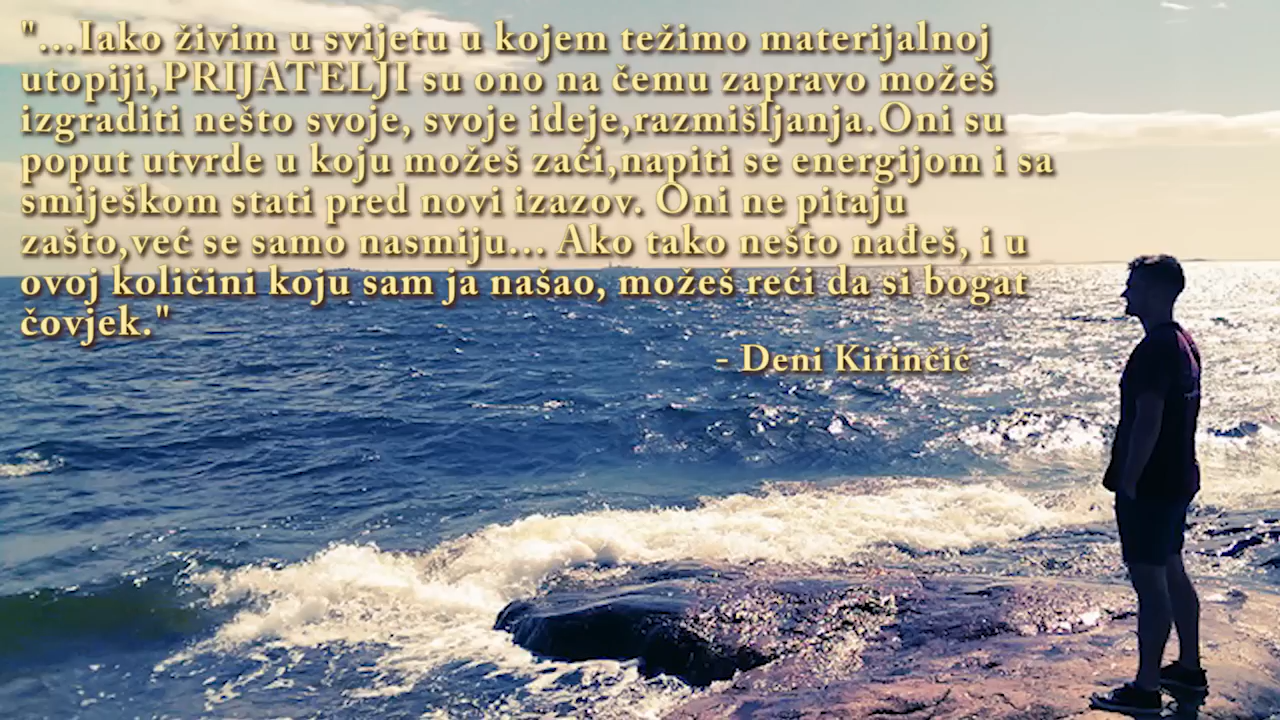 "...Iako živim u svijetu u kojem težimo materijalnoj
utopiji,PRIJATELJI su ono na čemu zapravo možeš
izgraditi nešto svoje, svoje ideje,razmišljanja.Oni su
poput utvrde u koju možeš zaći,napiti se energijom i sa
smiješkom stati pred novi izazov. Oni ne pitaju
zašto,već se samo nasmiju... Ako tako nešto nađeš, i u
ovoj količini koju sam ja našao, možeš reći da si bogat
čovjek."
- Deni Kirinčić